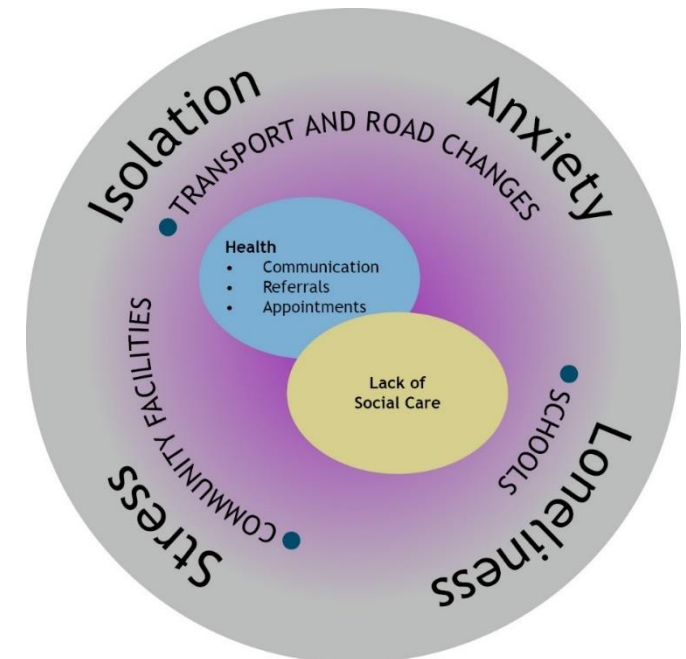 Isolation
Anxiety
TRANSPORT AND ROAD CHANGES
Health
• Communication
• Referrals
• Appointments
Lack of
Social Care
COMMUNITY FACILITIES
SCHOOLS
Stress
Loneliness